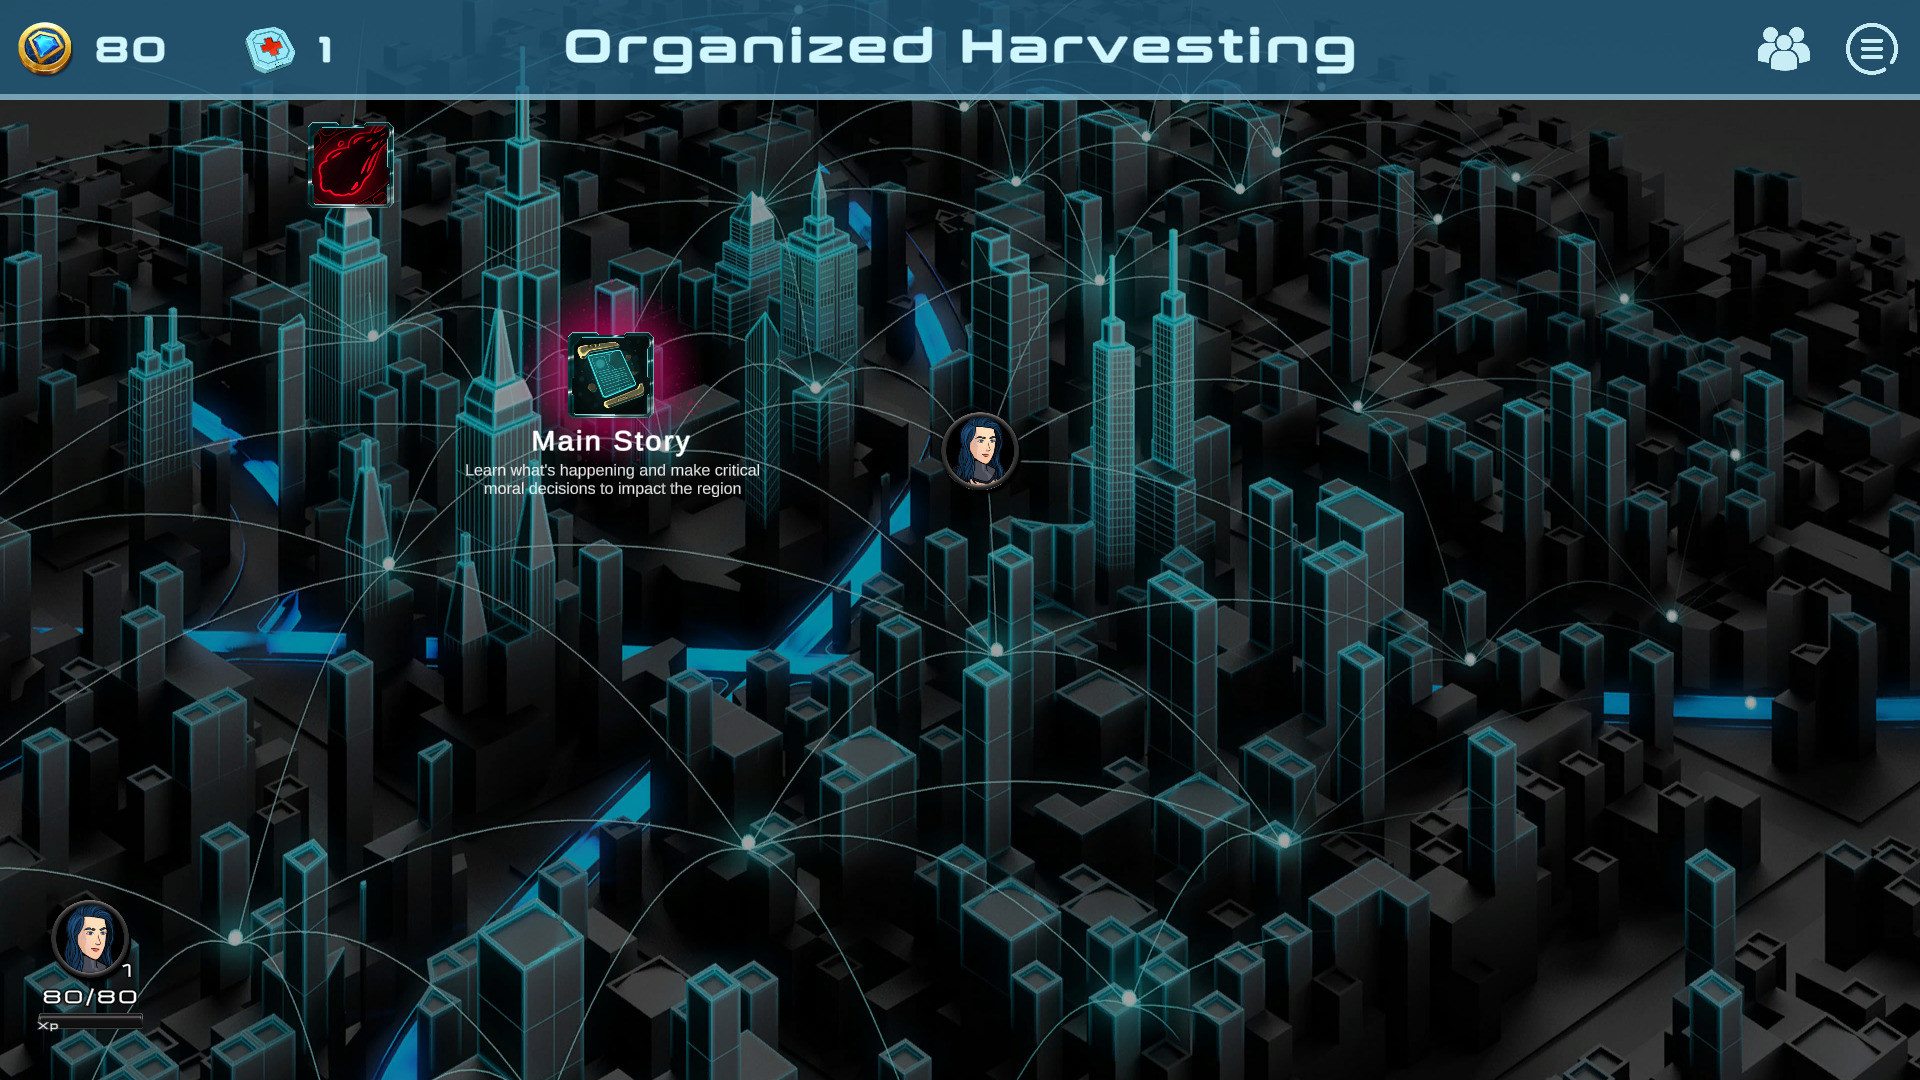 80
1
Organized Harvesting
Main Story
Learn what's happening and make critical
moral decisions to impact the region
1
80/80
Xp